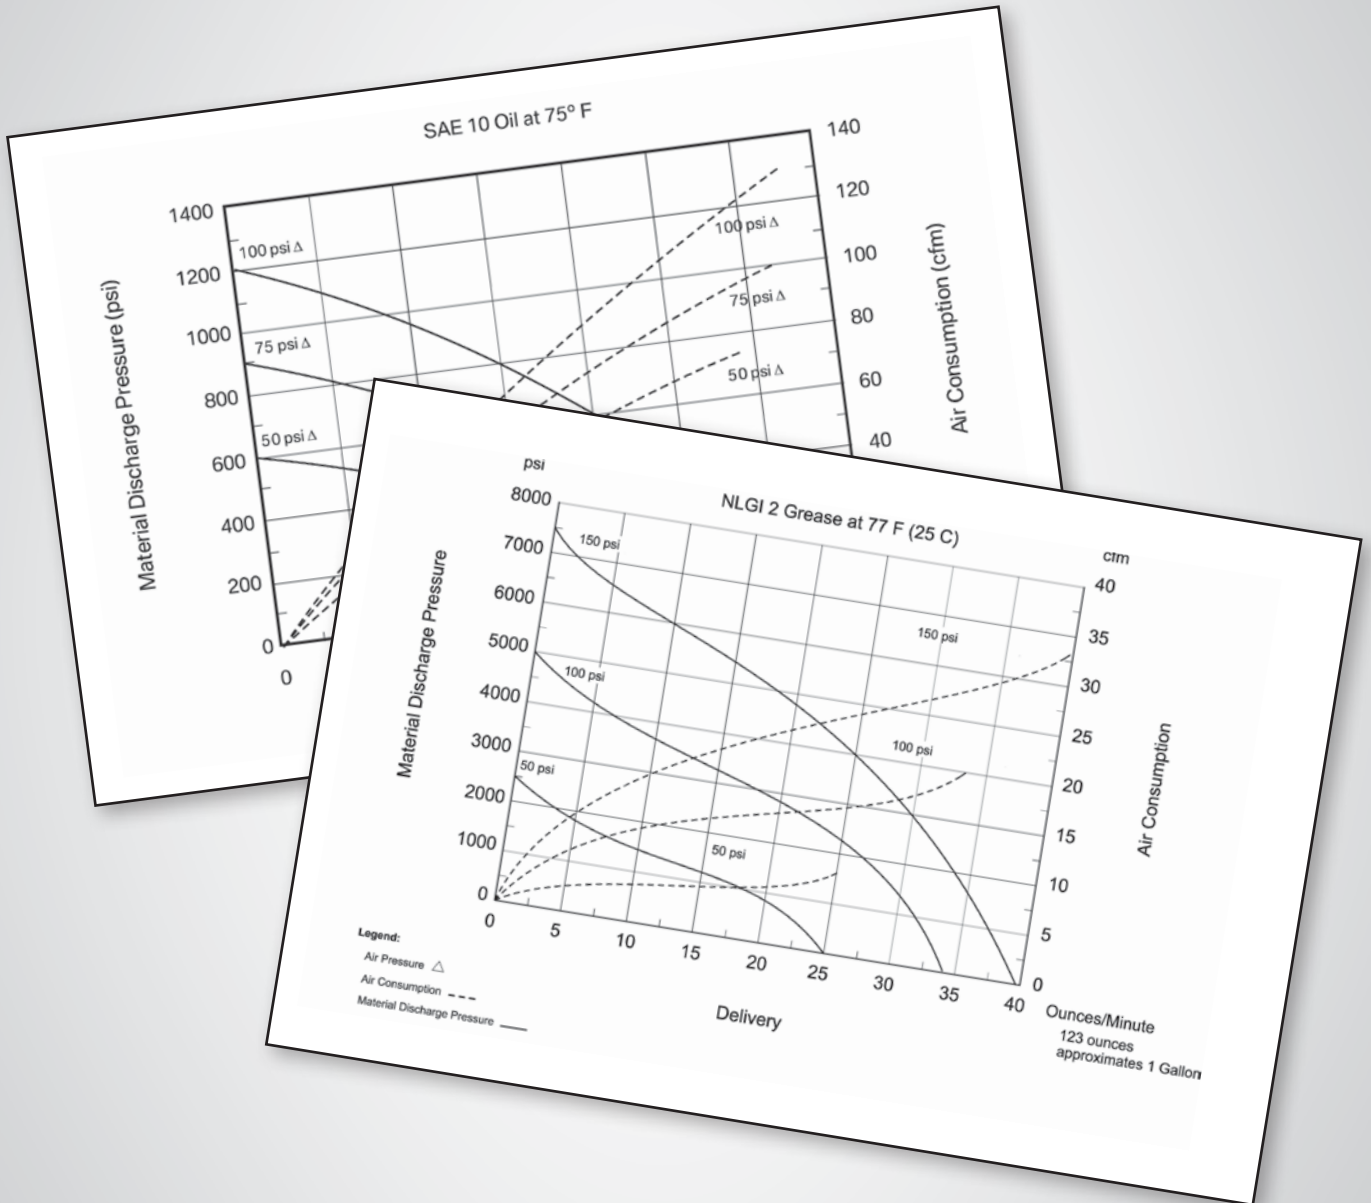 SAE 10 Oil at 75º F
Material Discharge Pressure (psi)
1400
1200
1000
800
600
400
200
0
0
100 psi Δ
75 psi Δ
50 psi Δ
100 psi Δ
75 psi Δ
50 psi Δ
140
120
100
80
60
40
Air Consumption (cfm)
NLGI 2 Grease at 77 F (25 C)
psi
Material Discharge Pressure
8000
7000
6000
5000
4000
3000
2000
1000
0
150 psi
100 psi
50 psi
150 psi
100 psi
50 psi
cfm
40
35
30
25
20
15
10
5
0
Air Consumption
0
5
10
15
20
25
30
35
40
Ounces/Minute
123 ounces
approximates 1 Gallon
Delivery
Legend:
Air Pressure △
Air Consumption
Material Discharge Pressure